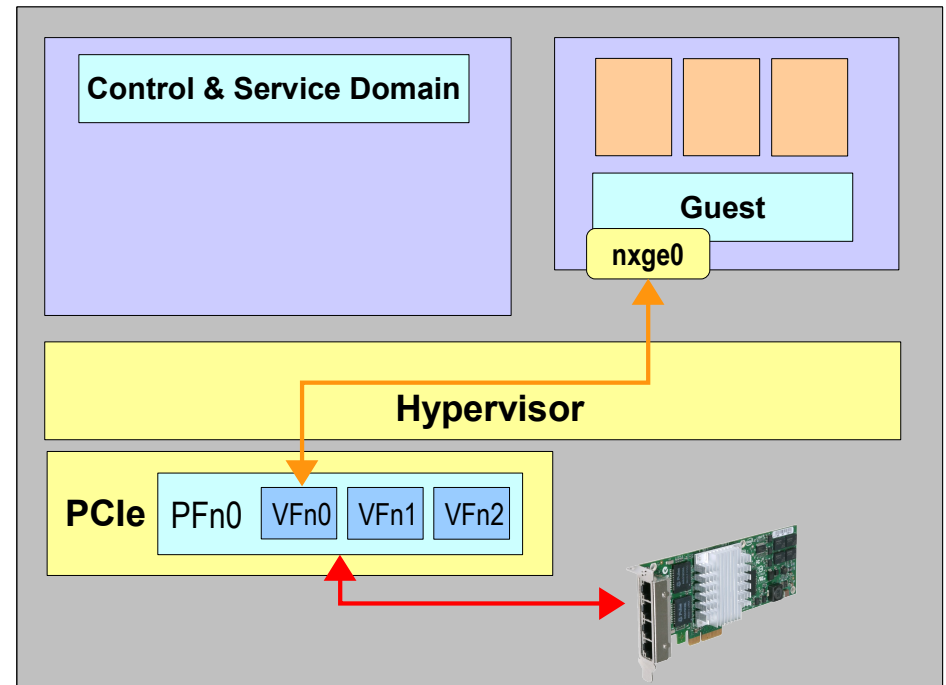 Control & Service Domain
Guest
nxge0
Hypervisor
PCIe PFn0 VFn0 VFn1 VFn2